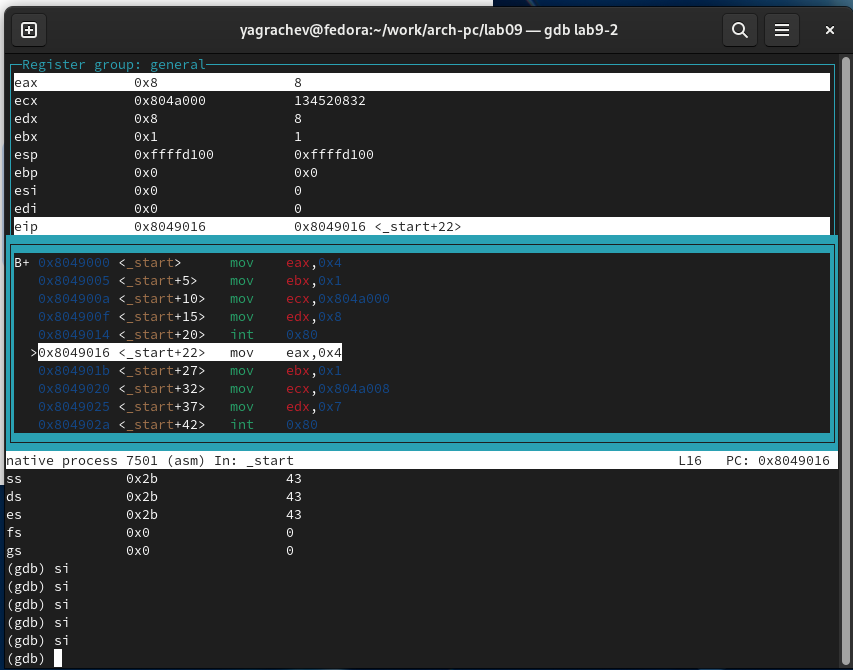 yagrachev@fedora:~/work/arch-pc/lab09 — gdb lab9-2
Register group: general
eax 0x8 8
ecx 0x804a000 134520832
edx 0x8 8
ebx 0x1 1
esp 0xffffd100 0xffffd100
ebp 0x0 0x0
esi 0x0 0
edi 0x0 0
eip 0x8049016 0x8049016 <_start+22>
B+ 0x8049000 <_start> mov eax,0x4
0x8049005 <_start+5> mov ebx,0x1
0x804900a <_start+10> mov ecx,0x804a000
0x804900f <_start+15> mov edx,0x8
0x8049014 <_start+20> int 0x80
>0x8049016 <_start+22> mov eax,0x4
0x804901b <_start+27> mov ebx,0x1
0x8049020 <_start+32> mov ecx,0x804a008
0x8049025 <_start+37> mov edx,0x7
0x804902a <_start+42> int 0x80
native process 7501 (asm) In: _start L16 PC: 0x8049016
ss 0x2b 43
ds 0x2b 43
es 0x2b 43
fs 0x0 0
gs 0x0 0
(gdb) si
(gdb) si
(gdb) si
(gdb) si
(gdb) si
(gdb)